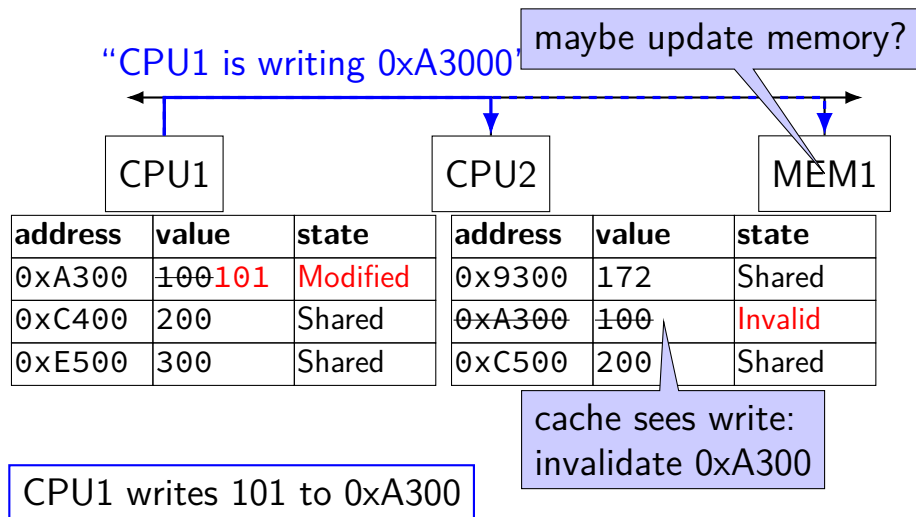 maybe update memory?
“CPU1 is writing 0xA3000”
CPU1
CPU2
MEM1
address value state
0xA300 100101 Modified
0xC400 200 Shared
0xE500 300 Shared
address value state
0x9300 172 Shared
0xA300 100 Invalid
0xC500 200 Shared
cache sees write:
invalidate 0xA300
CPU1 writes 101 to 0xA300